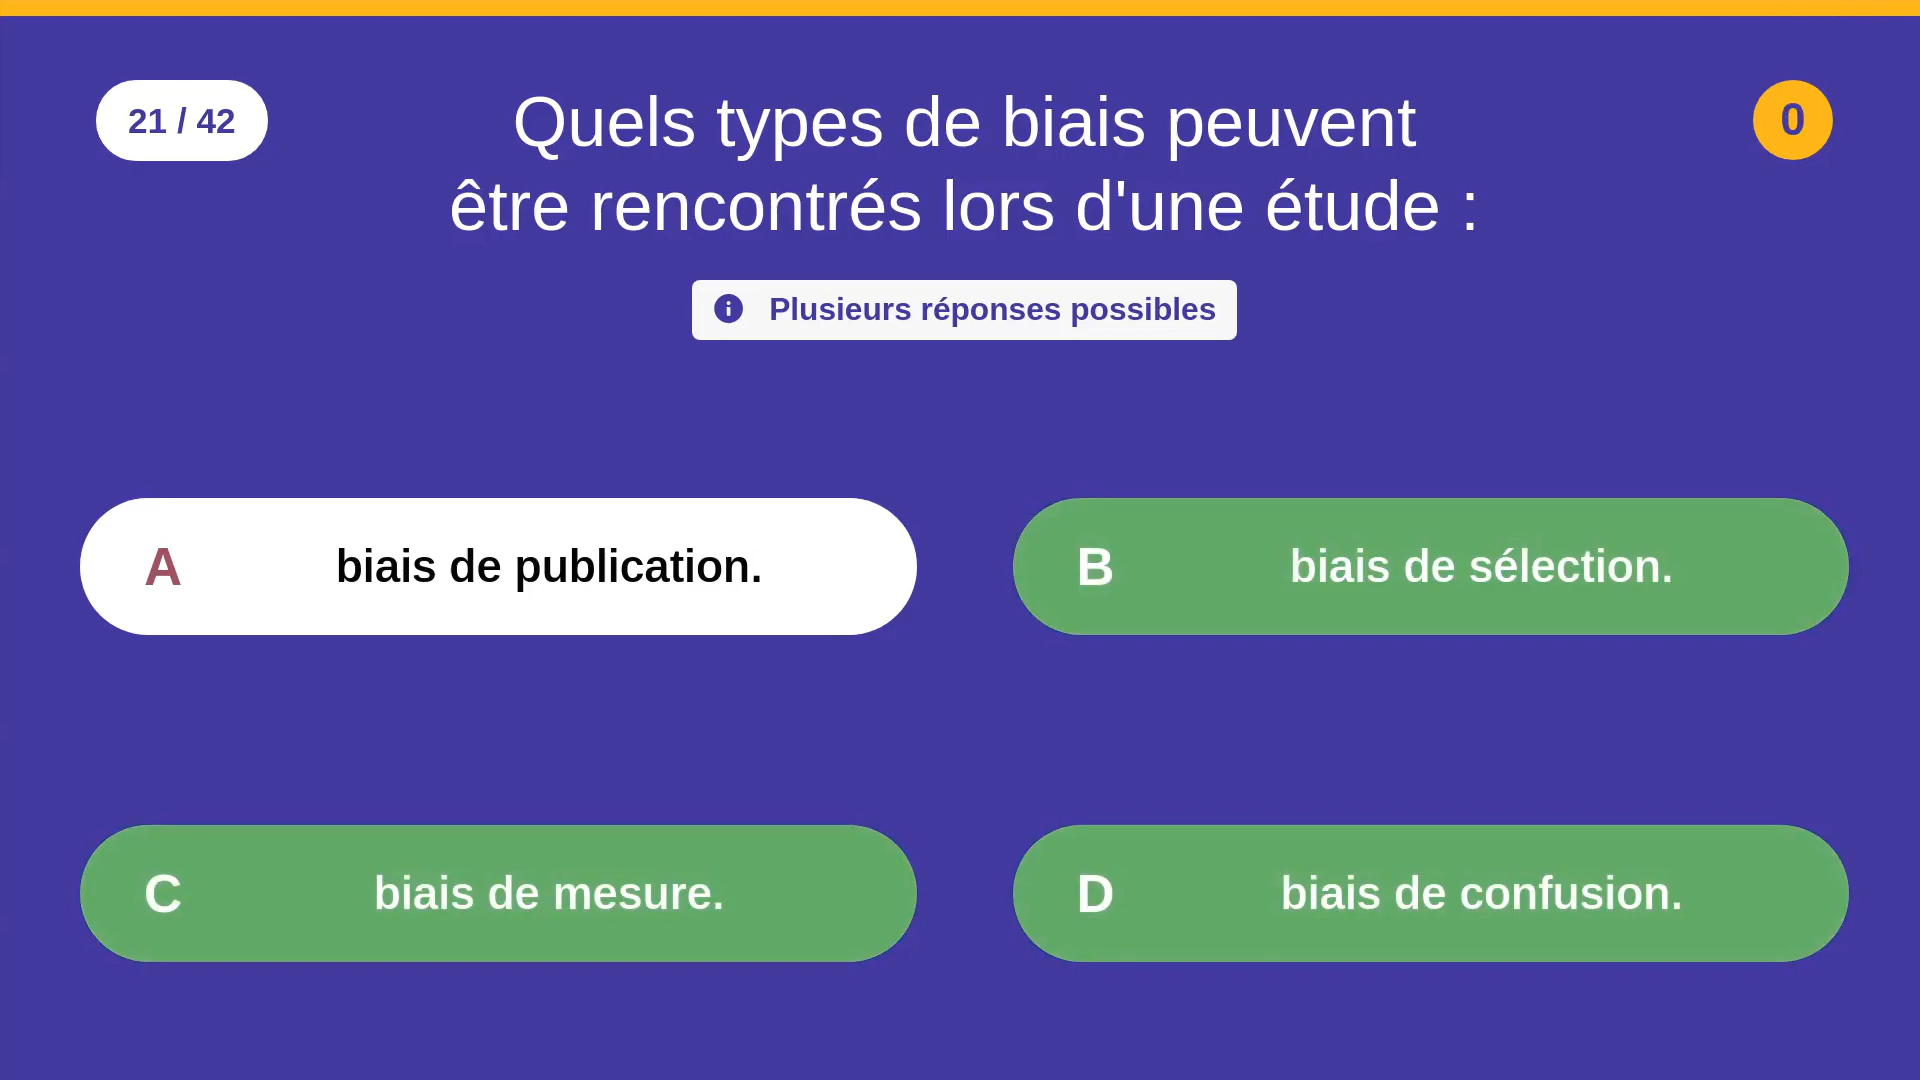 21 / 42
Quels types de biais peuvent
être rencontrés lors d'une étude :
0
Plusieurs réponses possibles
A biais de publication.
B biais de sélection.
C biais de mesure.
D biais de confusion.